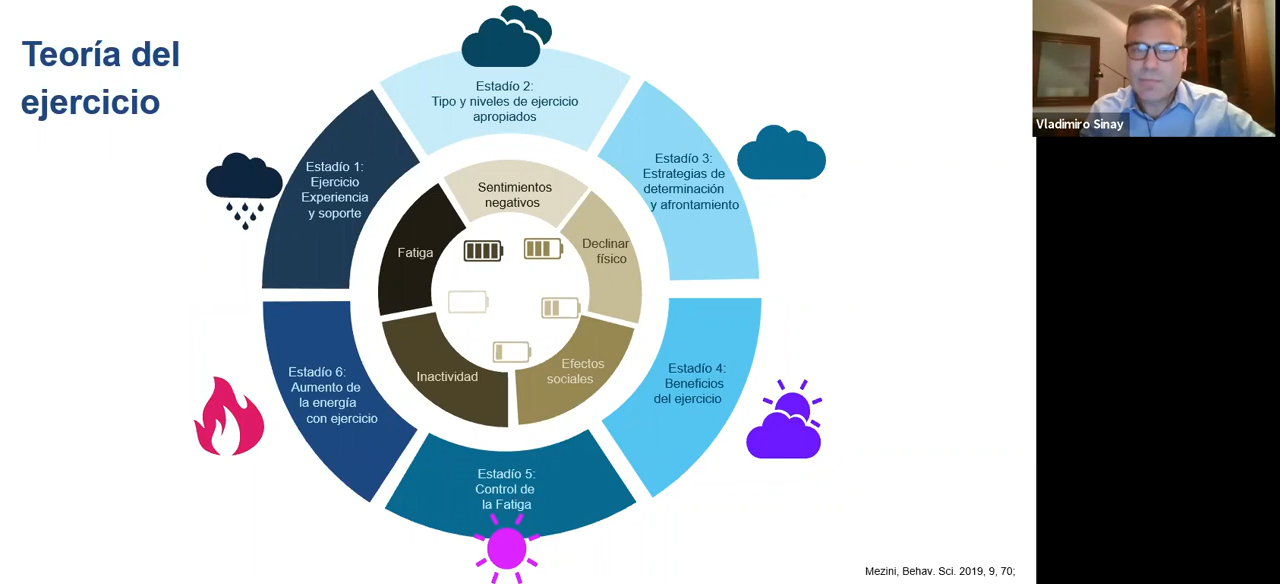 Teoría del
ejercicio
Vladimiro Sinay
Estadío 1:
Ejercicio
Experiencia
y soporte
Estadío 2:
Tipo y niveles de ejercicio
apropiados
Estadío 3:
Estrategias de
determinación
y afrontamiento
Estadío 4:
Beneficios
del ejercicio
Estadío 5:
Control de
la Fatiga
Estadío 6:
Aumento de
la energía
con ejercicio
Fatiga
Sentimientos
negativos
Declinar
físico
Efectos
sociales
Inactividad
Mezini, Behav. Sci. 2019, 9, 70;